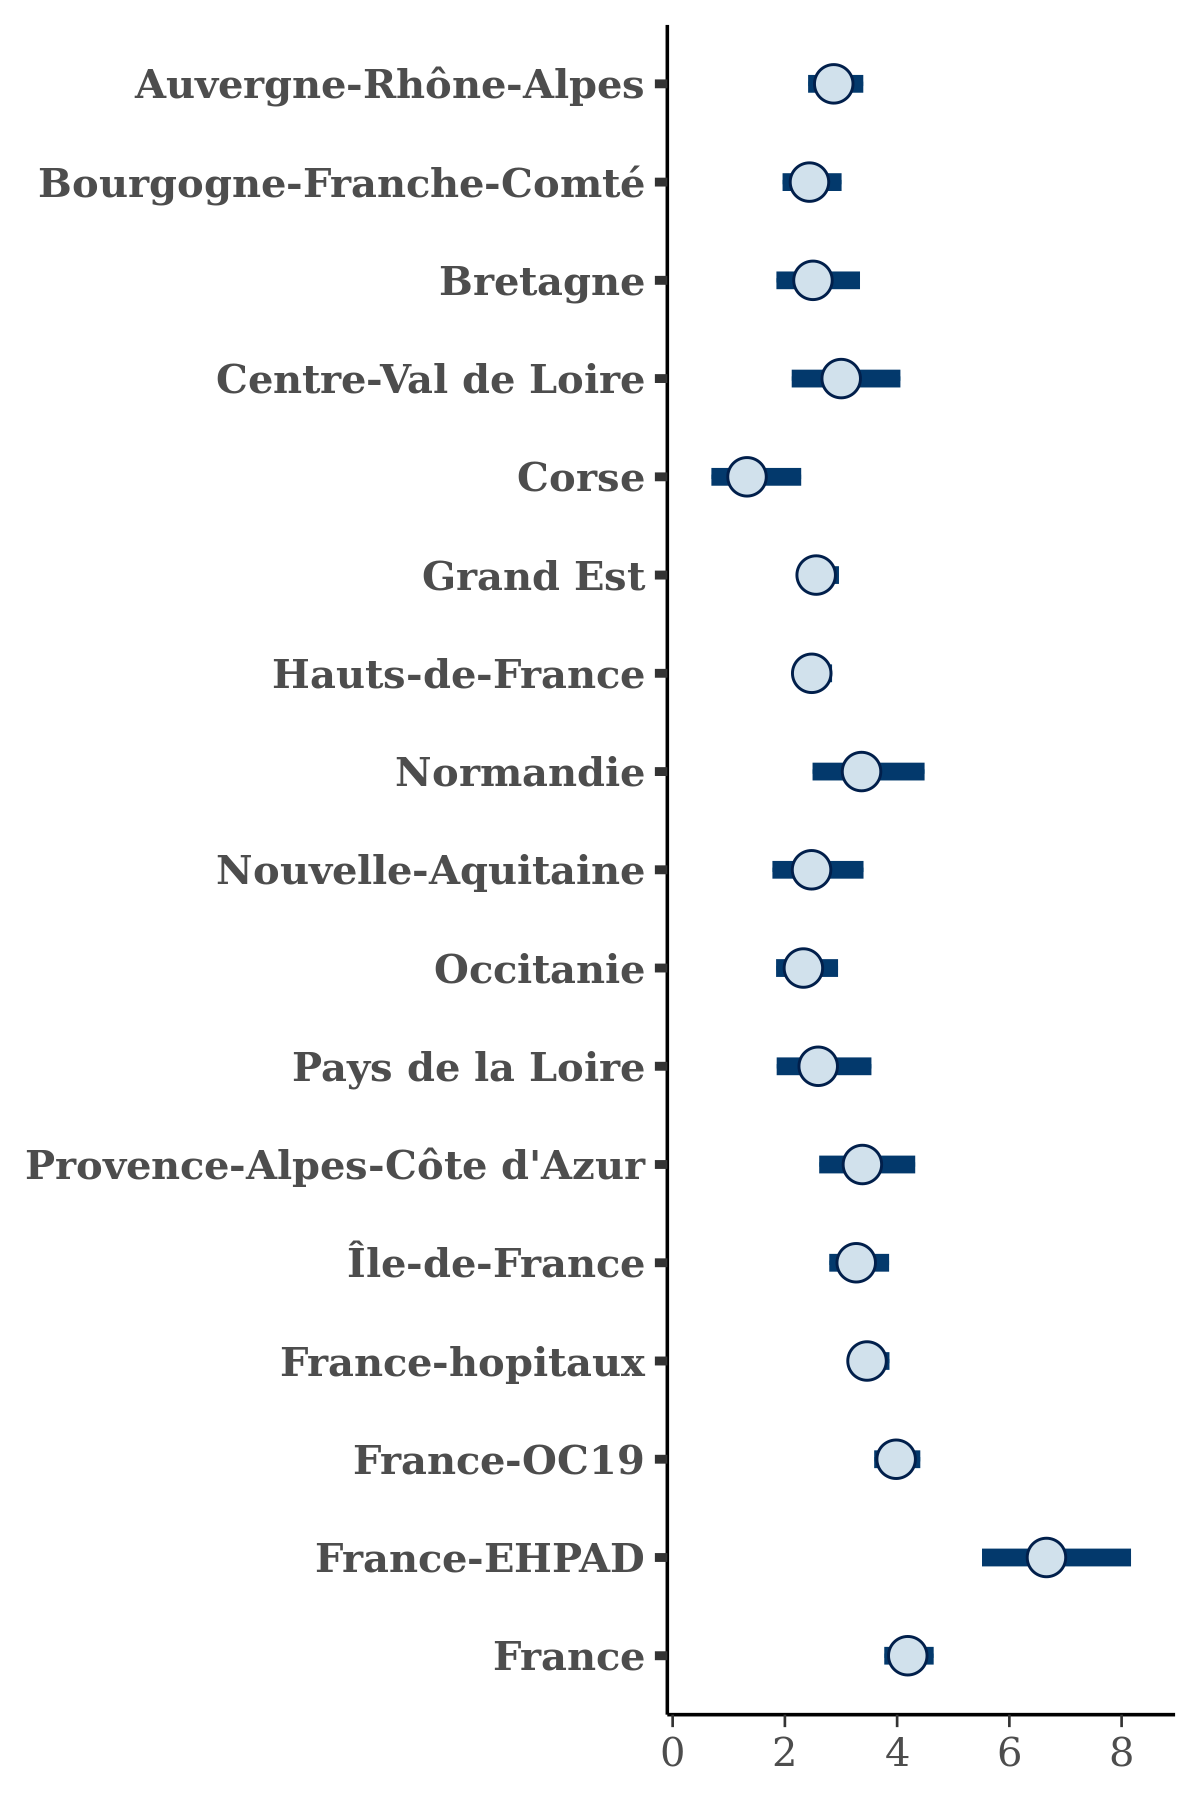 Auvergne-Rhône-Alpes
Bourgogne-Franche-Comté
Bretagne
Centre-Val de Loire
Corse
Grand Est
Hauts-de-France
Normandie
Nouvelle-Aquitaine
Occitanie
Pays de la Loire
Provence-Alpes-Côte d'Azur
Île-de-France
France-hopitaux
France-OC19
France-EHPAD
France
0 2 4 6 8